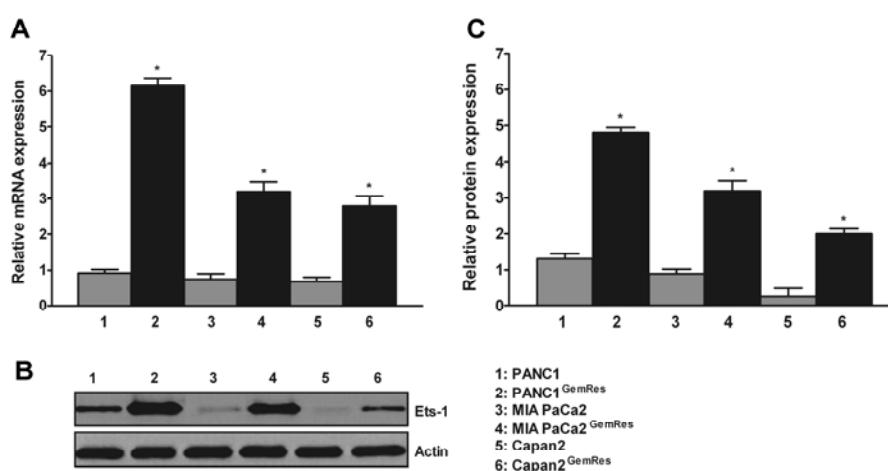 A
Relative mRNA expression
7
6
5
4
3
2
1
0
*
*
*
1 2 3 4 5 6
C
Relative protein expression
7
6
5
4
3
2
1
0
*
*
*
1 2 3 4 5 6
B
1 2 3 4 5 6
Ets-1
Actin
1: PANC1
2: PANC1GemRes
3: MIA PaCa2
4: MIA PaCa2GemRes
5: Capan2
6: Capan2GemRes